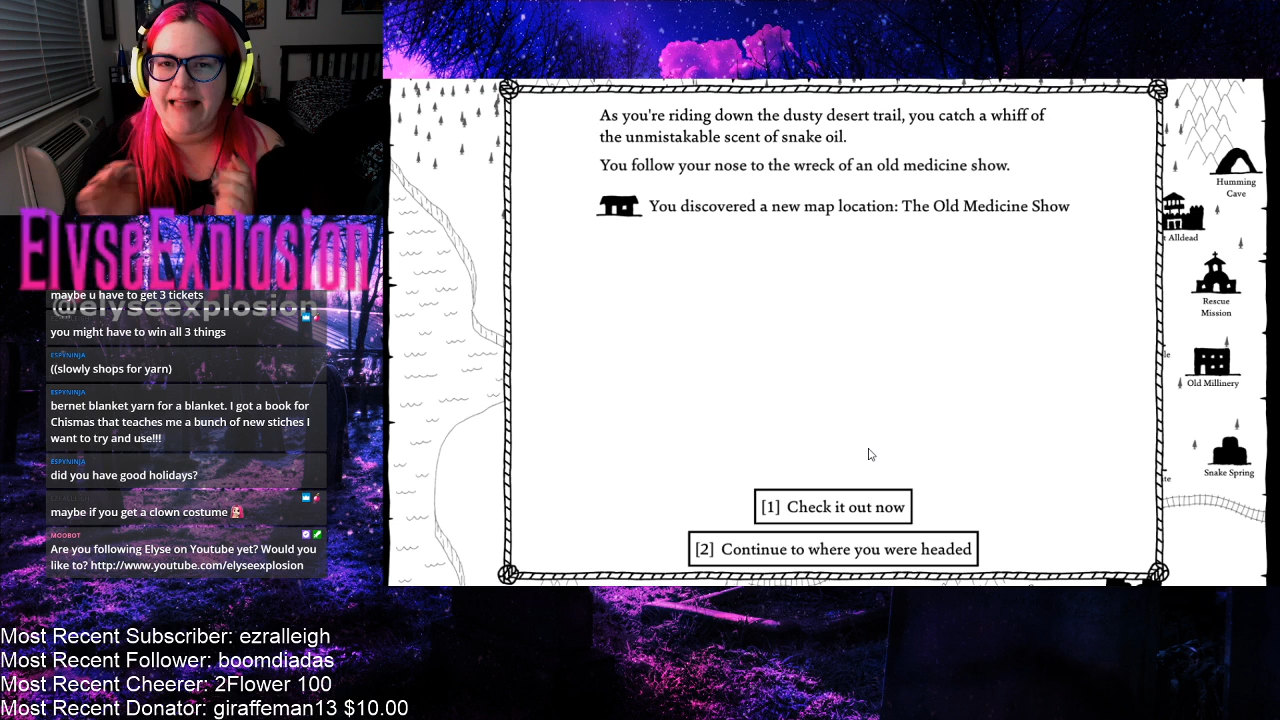 As you're riding down the dusty desert trail, you catch a whiff of
the unmistakable scent of snake oil.
You follow your nose to the wreck of an old medicine show.
You discovered a new map location: The Old Medicine Show
[1] Check it out now
[2] Continue to where you were headed
Humming
Cave
t Alldead
Rescue
Mission
le
Old Millinery
Snake Spring
te
ElyseExplosion
@elyseexplosion
maybe u have to get 3 tickets
you might have to win all 3 things
ESPYNINJA
((slowly shops for yarn)
ESPYNINJA
bernet blanket yarn for a blanket. I got a book for
Chismas that teaches me a bunch of new stiches I
want to try and use!!!
ESPYNINJA
did you have good holidays?
maybe if you get a clown costume
MOOBOT
Are you following Elyse on Youtube yet? Would you
like to? http://www.youtube.com/elyseexplosion
Most Recent Subscriber: ezralleigh
Most Recent Follower: boomdiadas
Most Recent Cheerer: 2Flower 100
Most Recent Donator: giraffeman13 $10.00